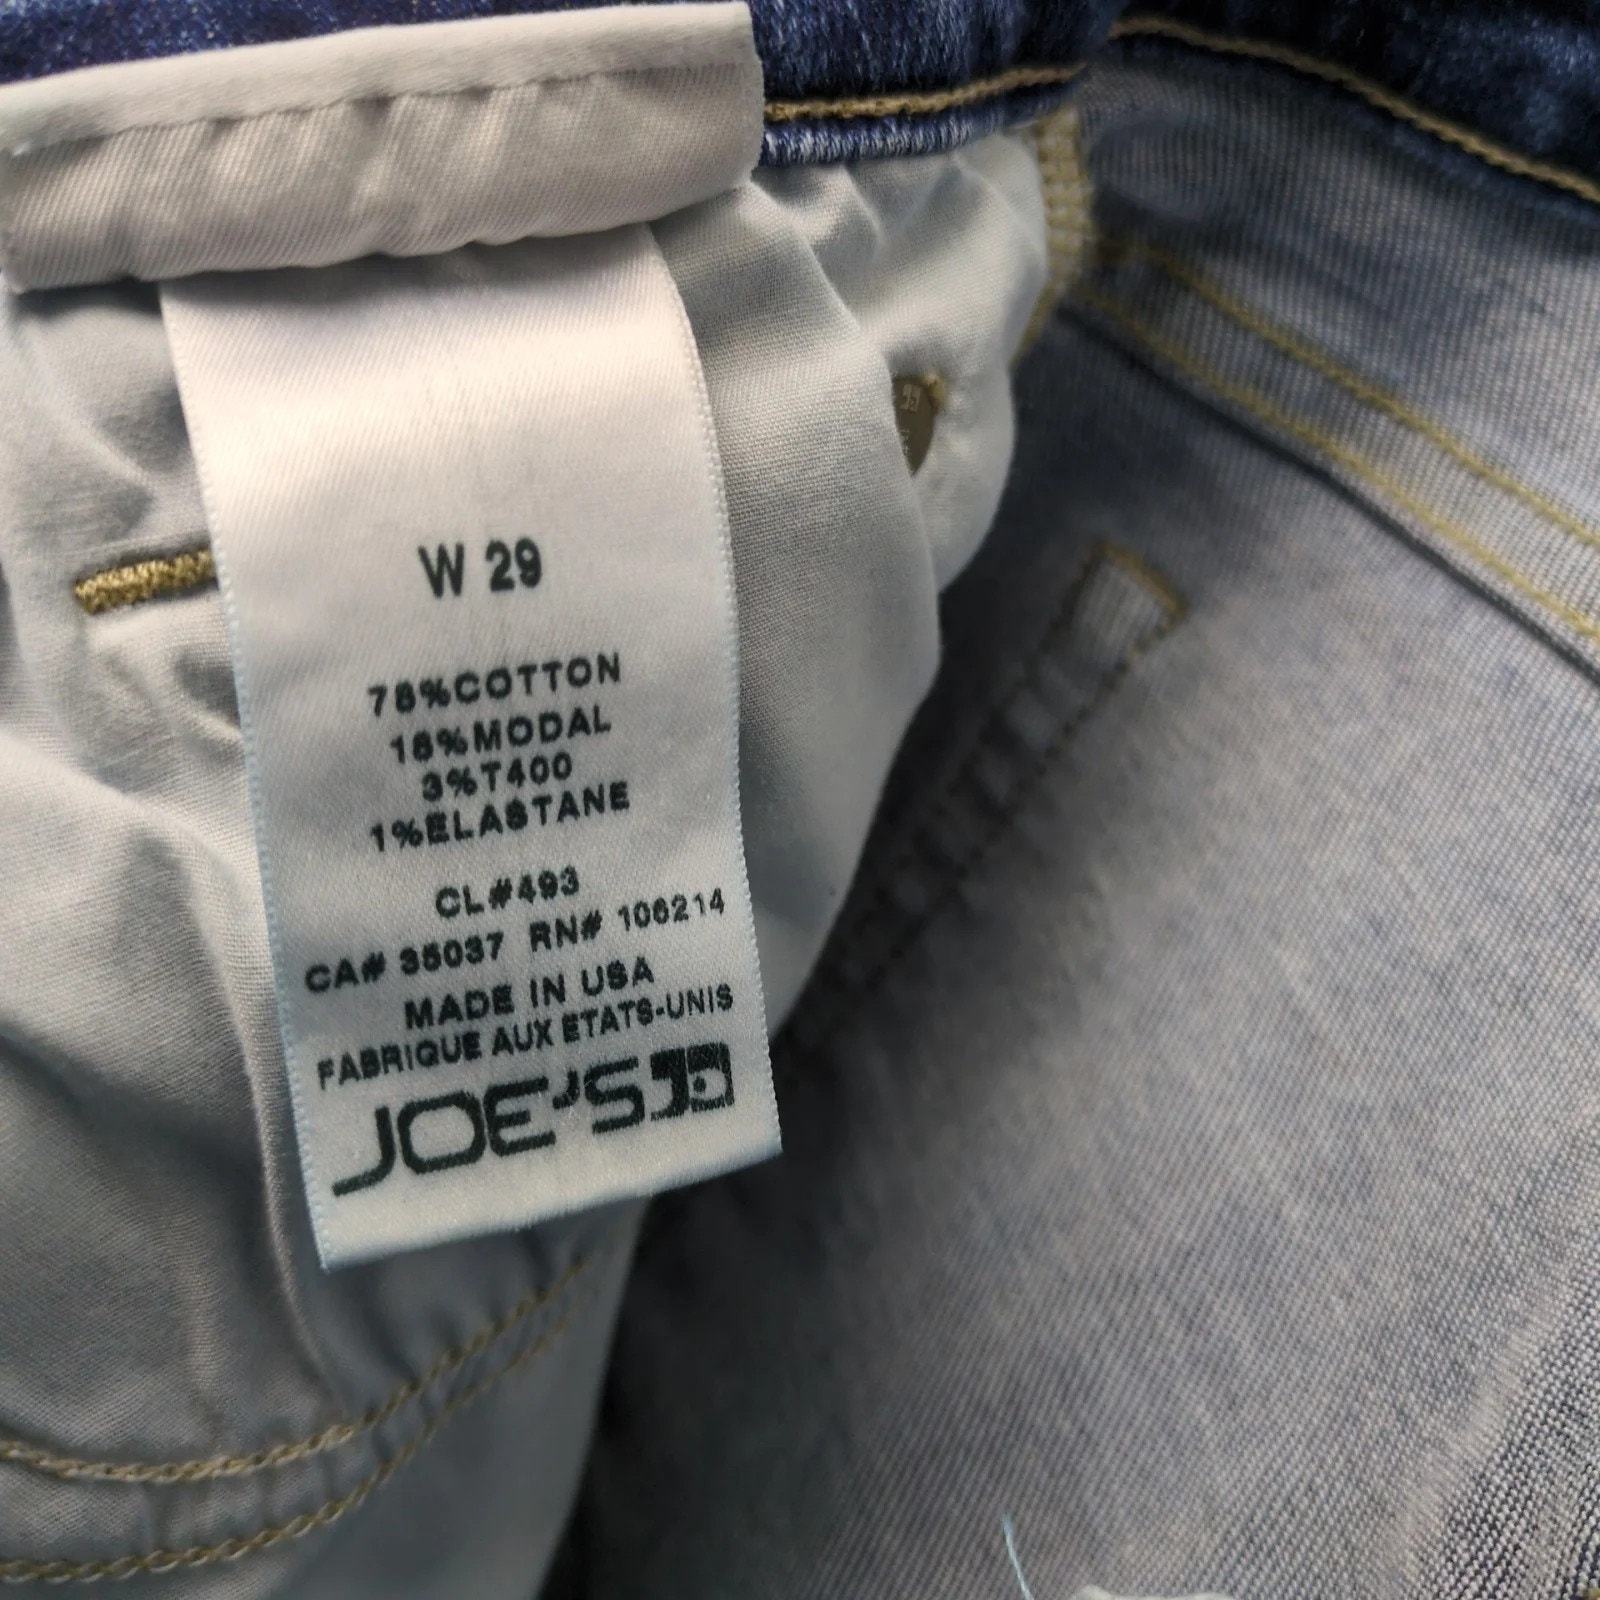 W 29
78%COTTON
18%MODAL
3%T400
1%ELASTANE
CL#493
CA# 35037 RN# 106214
MADE IN USA
FABRIQUE AUX ETATS-UNIS
JOE'S